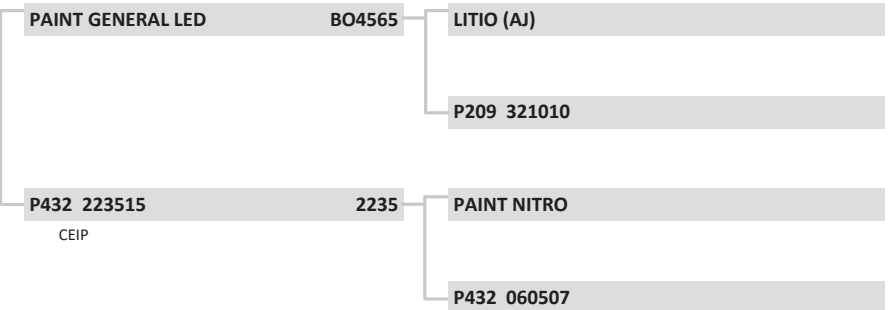 PAINT GENERAL LED BO4565 LITIO (AJ)
P209 321010
P432 223515 2235 PAINT NITRO
CEIP
P432 060507